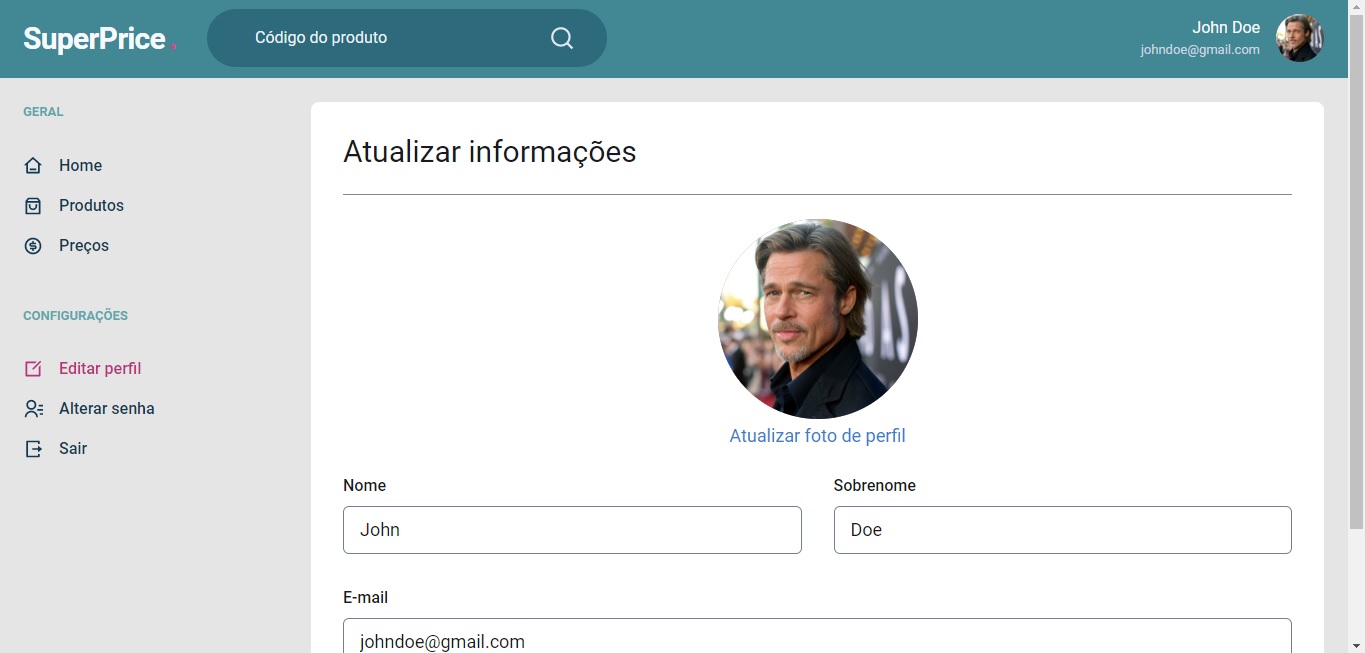 SuperPrice.
Código do produto
John Doe
johndoe@gmail.com
GERAL
Home
Produtos
Preços
CONFIGURAÇÕES
Editar perfil
Alterar senha
Sair
Atualizar informações
Atualizar foto de perfil
Nome
Sobrenome
John
Doe
E-mail
johndoe@gmail.com